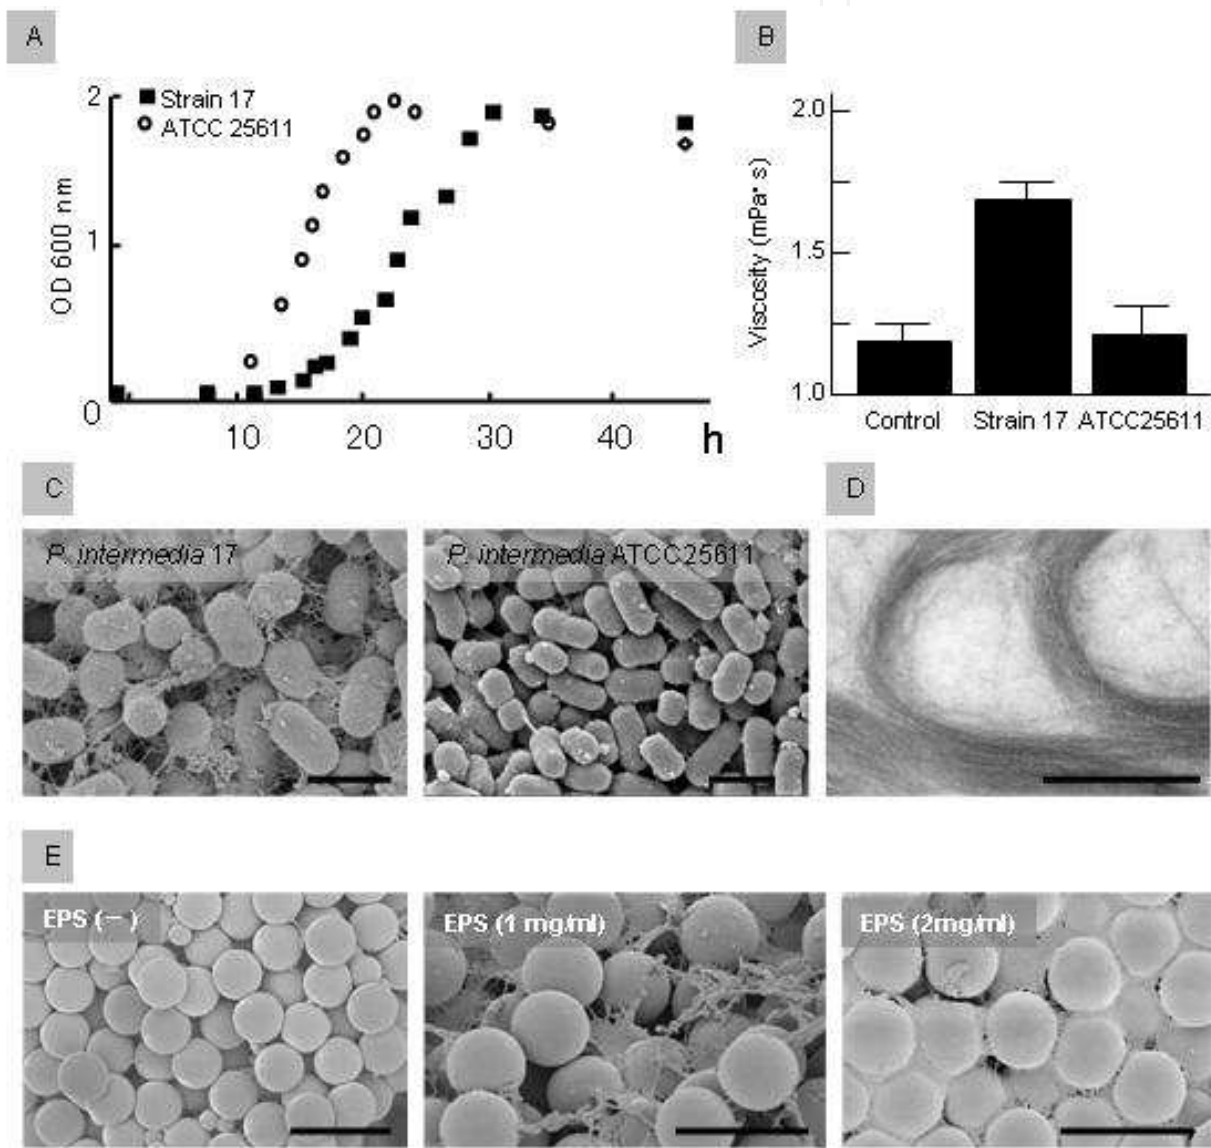 A
2
Strain 17
ATCC 25611
OD 600 nm
1
0
10
20
30
40
h
B
2.0
1.5
1.0
Viscosity (mPa• s)
Control
Strain 17
ATCC25611
C
P. intermedia 17
P. intermedia ATCC25611
D
E
EPS (−)
EPS (1 mg/ml)
EPS (2mg/ml)